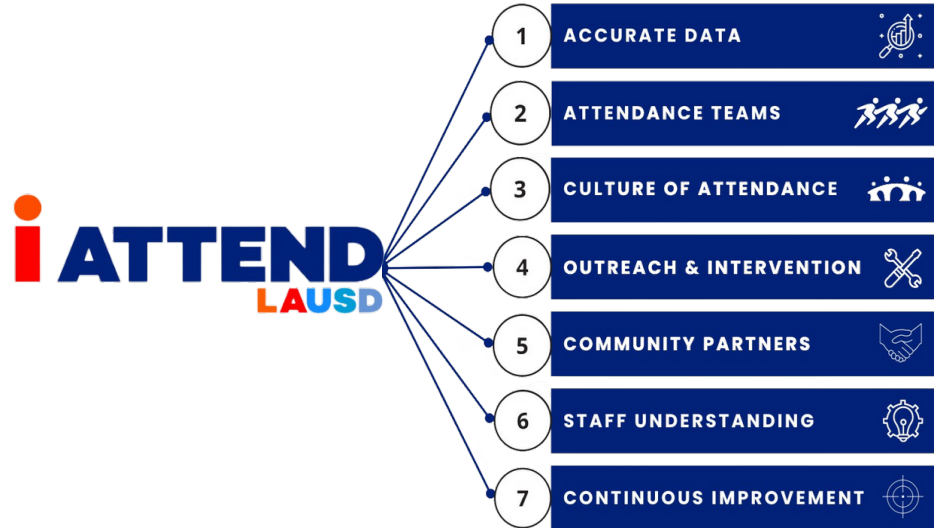 i ATTEND
LAUSD
1 ACCURATE DATA
2 ATTENDANCE TEAMS
3 CULTURE OF ATTENDANCE
4 OUTREACH & INTERVENTION
5 COMMUNITY PARTNERS
6 STAFF UNDERSTANDING
7 CONTINUOUS IMPROVEMENT